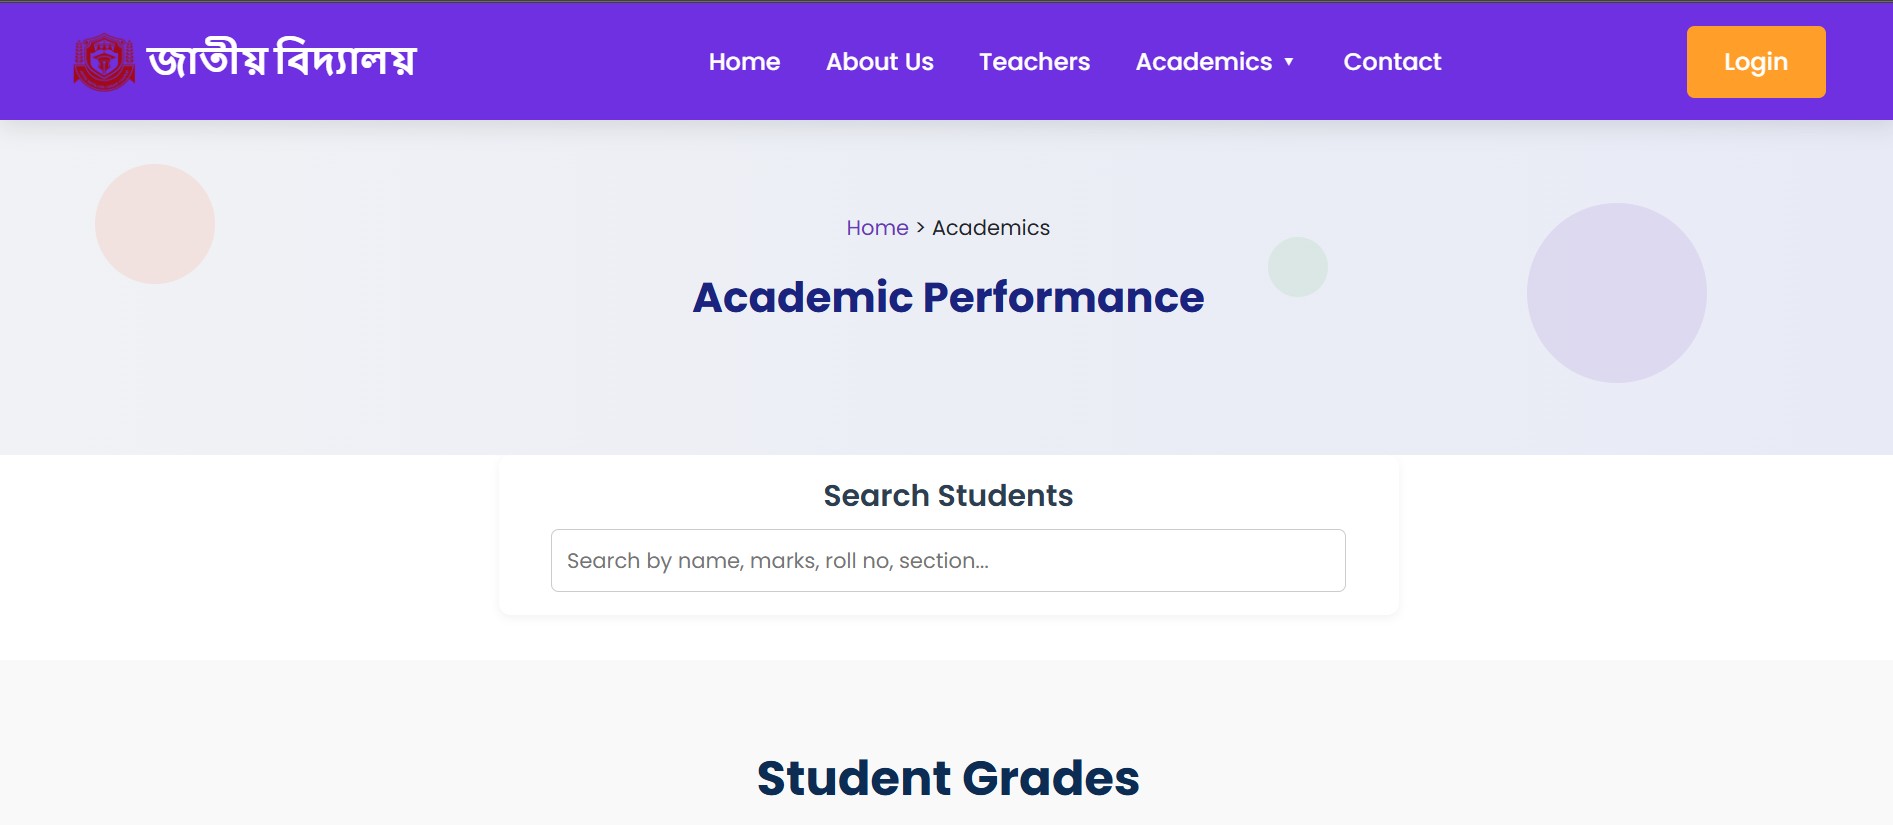 জাতীয় বিদ্যালয়
Home About Us Teachers Academics ▼ Contact
Login
Home > Academics
Academic Performance
Search Students
Search by name, marks, roll no, section...
Student Grades